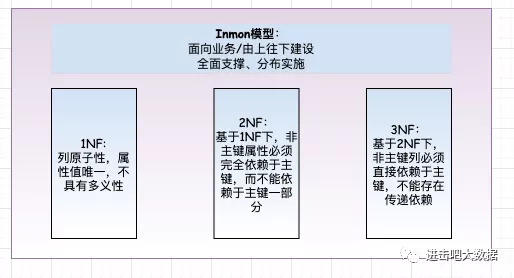 Inmon模型：
面向业务/由上往下建设
全面支撑、分布实施
1NF：
列原子性，属
性值唯一，不
具有多义性
2NF：
基于1NF下，非
主键属性必须
完全依赖于主
键，而不能依
赖于主键一部
分
3NF：
基于2NF下，
非主键列必须
直接依赖于主
键，不能存在
传递依赖
进击吧大数据